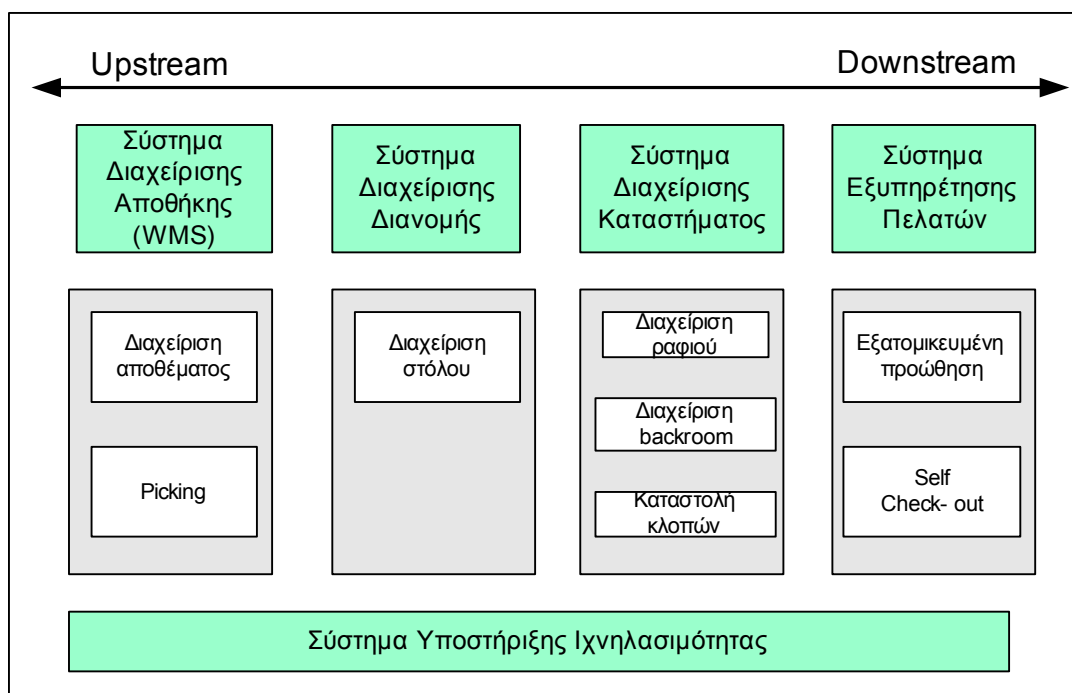 Upstream
Downstream
Σύστημα
Διαχείρισης
Αποθήκης
(WMS)
Σύστημα
Διαχείρισης
Διανομής
Σύστημα
Διαχείρισης
Καταστήματος
Σύστημα
Εξυπηρέτησης
Πελατών
Διαχείριση
αποθέματος
Picking
Διαχείριση
στόλου
Διαχείριση
ραφιού
Διαχείριση
backroom
Καταστολή
κλοπών
Εξατομικευμένη
προώθηση
Self
Check- out
Σύστημα Υποστήριξης Ιχνηλασιμότητας